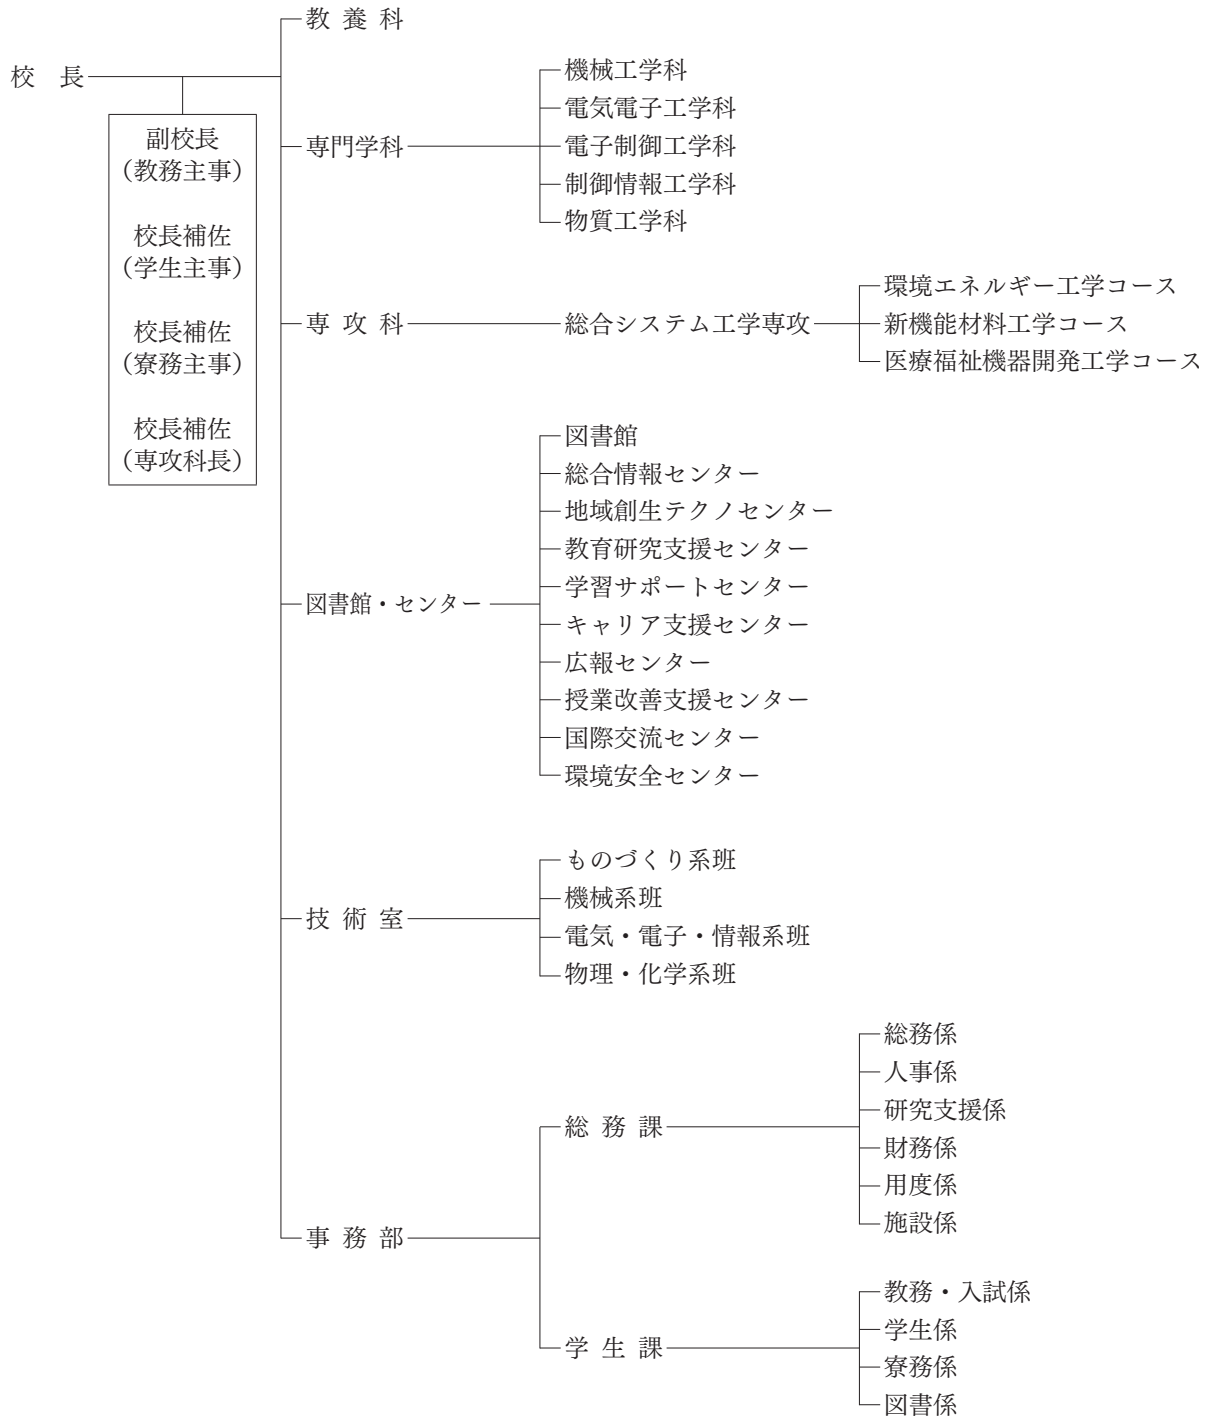 校　長
副校長
（教務主事）
校長補佐
（学生主事）
校長補佐
（寮務主事）
校長補佐
（専攻科長）
教 養 科
専門学科
機械工学科
電気電子工学科
電子制御工学科
制御情報工学科
物質工学科
専 攻 科
総合システム工学専攻
環境エネルギー工学コース
新機能材料工学コース
医療福祉機器開発工学コース
図書館・センター
図書館
総合情報センター
地域創生テクノセンター
教育研究支援センター
学習サポートセンター
キャリア支援センター
広報センター
授業改善支援センター
国際交流センター
環境安全センター
技 術 室
ものづくり系班
機械系班
電気・電子・情報系班
物理・化学系班
事 務 部
総 務 課
総務係
人事係
研究支援係
財務係
用度係
施設係
学 生 課
教務・入試係
学生係
寮務係
図書係